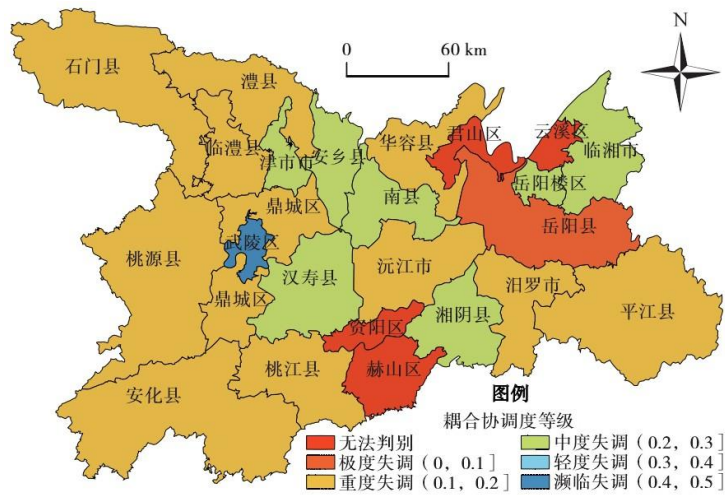 N
0 60 km
石门县
澧县
临澧县
津市市
安乡县
华容县
君山区
云溪区
临湘市
岳阳楼区
南县
鼎城区
岳阳县
武陵区
桃源县
汉寿县
沅江市
汨罗市
鼎城区
平江县
湘阴县
资阳区
桃江县
赫山区
安化县
图例
耦合协调度等级
无法判别
极度失调(0, 0.1]
重度失调(0.1, 0.2]
中度失调(0.2, 0.3]
轻度失调(0.3, 0.4]
濒临失调(0.4, 0.5]